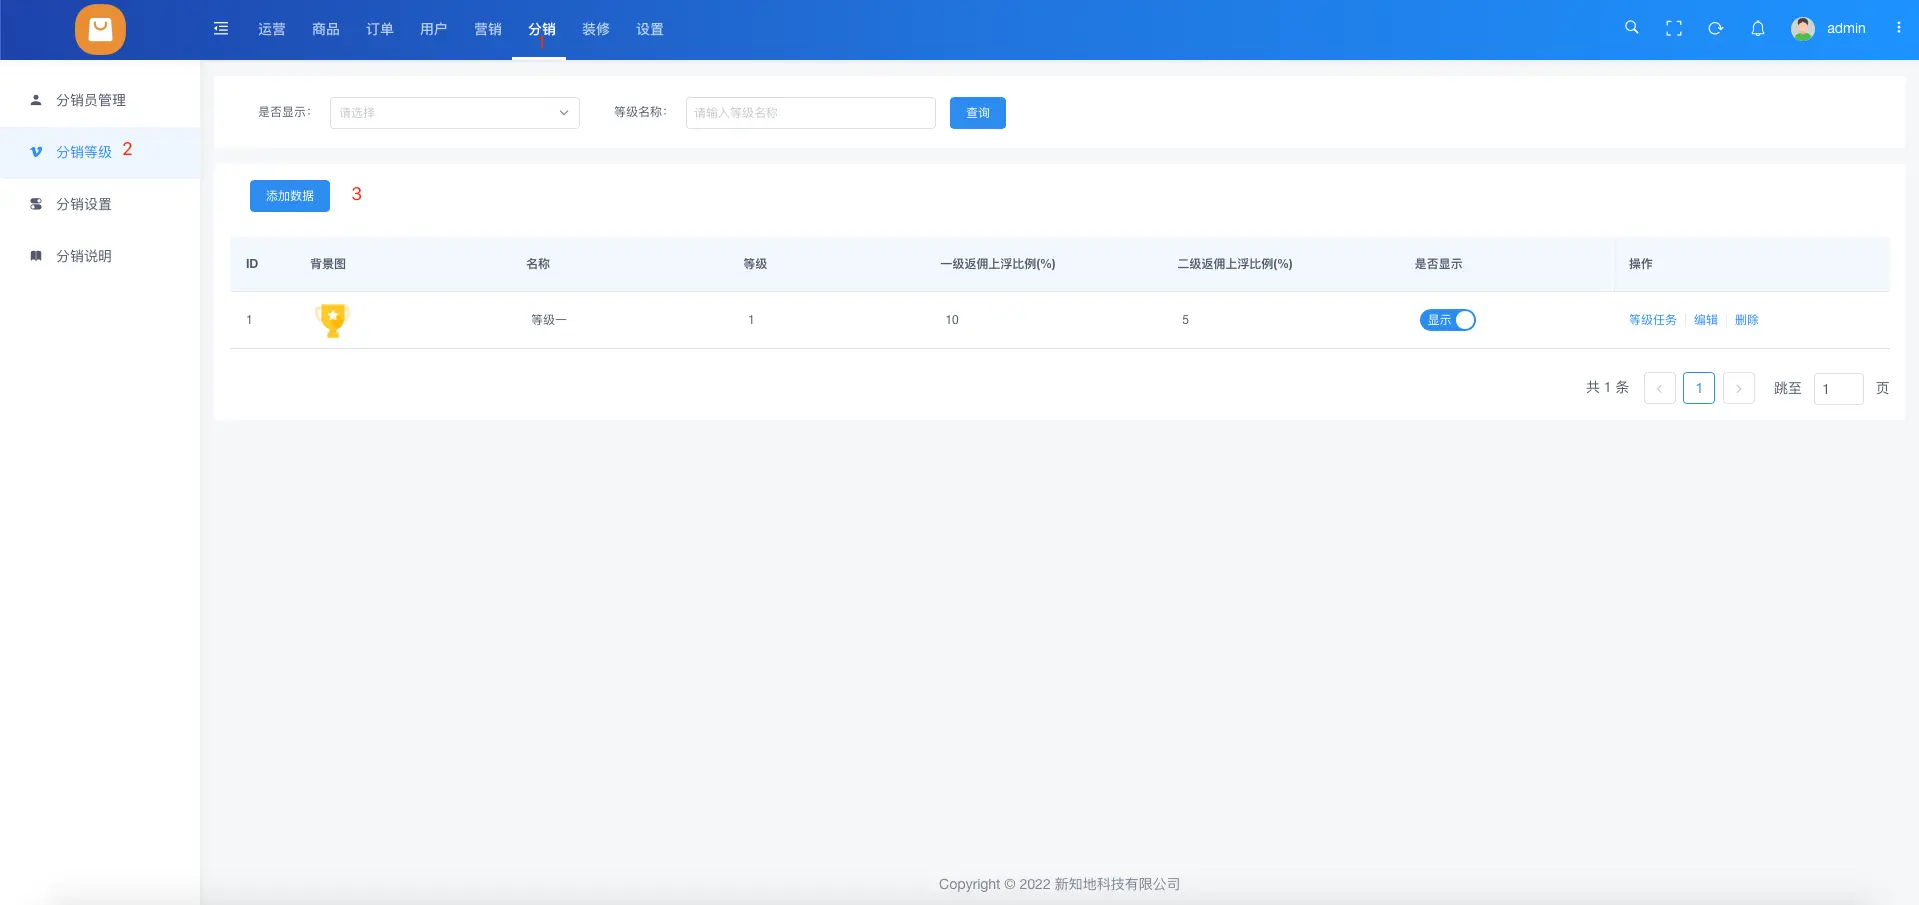 运营 商品 订单 用户 营销 分销 装修 设置 admin
1
分销员管理
分销等级 2
分销设置
分销说明
是否显示： 请选择 等级名称： 请输入等级名称 查询
添加数据 3
ID 背景图 名称 等级 一级返佣上浮比例(%) 二级返佣上浮比例(%) 是否显示 操作
1 等级一 1 10 5 显示 等级任务 编辑 删除
共 1 条 < 1 > 跳至 1 页
Copyright © 2022 新知地科技有限公司